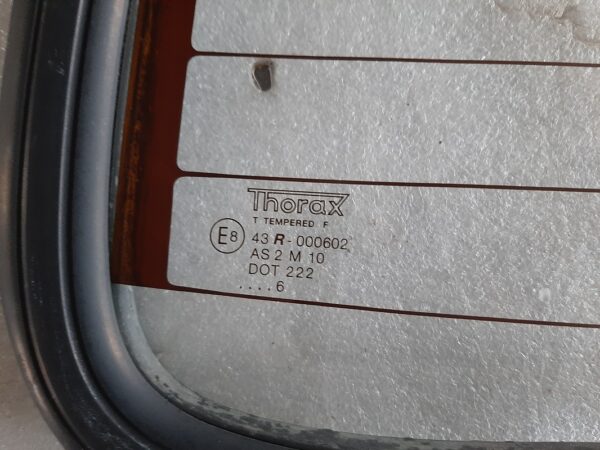 Thorax
T TEMPERED F
E8 43 R-000602
AS 2 M 10
DOT 222
....6